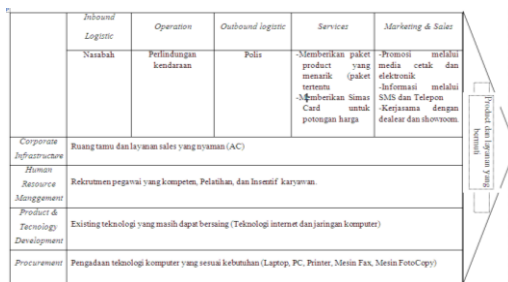 Inbound
Logistic
Operation
Outbound logistic
Services
Marketing & Sales
Nasabah
Perlindungan
kendaraan
Polis
-Memberikan paket
product yang
menarik (paket
tertentu
-Memberikan Simas
Card untuk
potongan harga
-Promosi melalui
media cetak dan
elektronik
-Informasi melalui
SMS dan Telepon
-Kerjasama dengan
dealear dan showroom.
Corporate
Infrastructure
Ruang tamu dan layanan sales yang nyaman (AC)
Human
Resource
Manggement
Rekrutmen pegawai yang kompeten, Pelatihan, dan Insentif karyawan.
Product &
Tecnology
Development
Existing teknologi yang masih dapat bersaing (Teknologi internet dan jaringan komputer)
Procurement
Pengadaan teknologi komputer yang sesuai kebutuhan (Laptop, PC, Printer, Mesin Fax, Mesin FotoCopy)
Product dan layanan yang